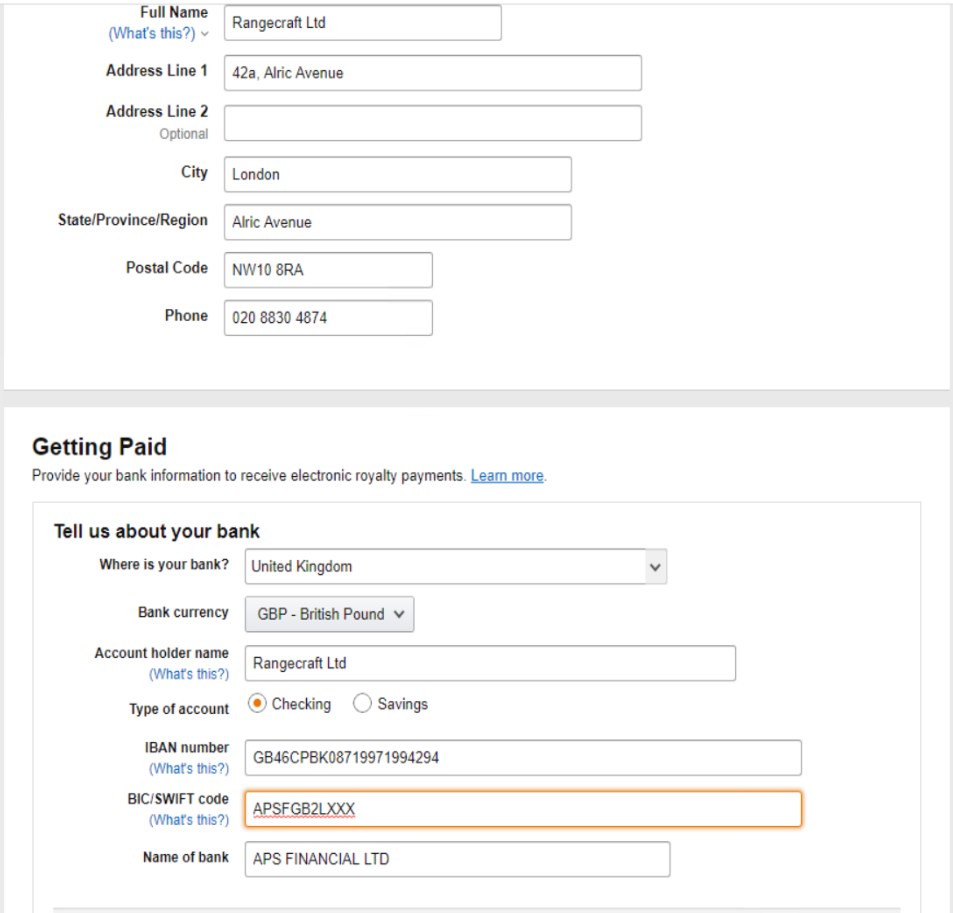 Full Name
(What's this?)
Rangecraft Ltd
Address Line 1
42a, Alric Avenue
Address Line 2
Optional
City
London
State/Province/Region
Alric Avenue
Postal Code
NW10 8RA
Phone
020 8830 4874
Getting Paid
Provide your bank information to receive electronic royalty payments. Learn more.
Tell us about your bank
Where is your bank?
United Kingdom
Bank currency
GBP - British Pound
Account holder name
(What's this?)
Rangecraft Ltd
Type of account
Checking
Savings
IBAN number
(What's this?)
GB46CPBK08719971994294
BIC/SWIFT code
(What's this?)
APSFGB2LXXX
Name of bank
APS FINANCIAL LTD